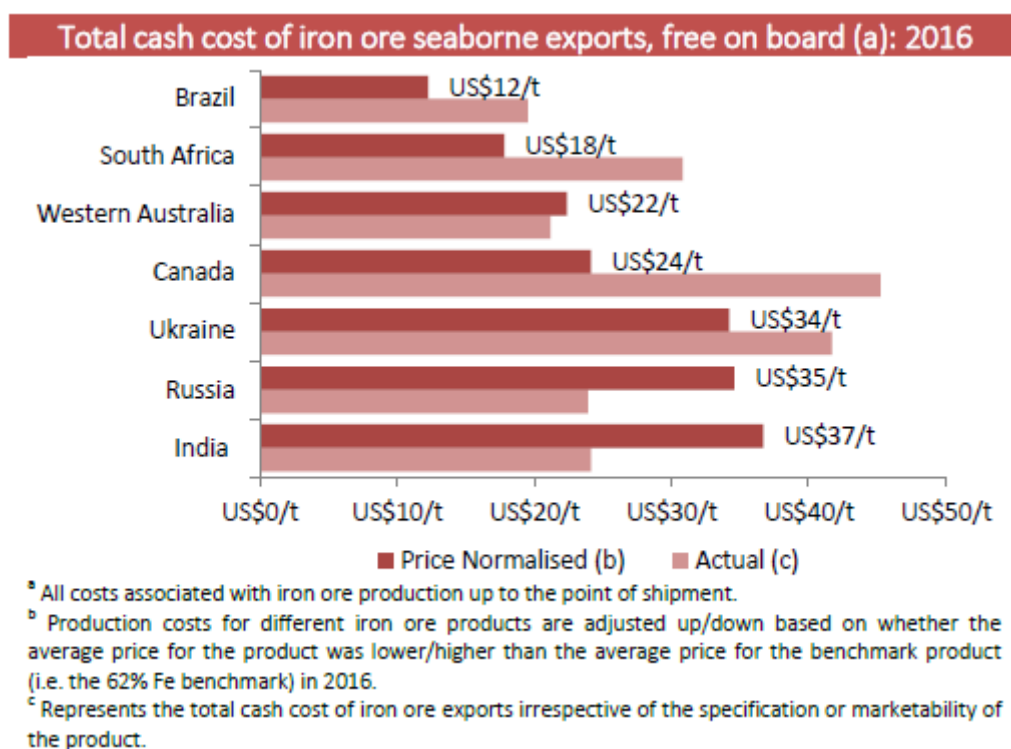 Total cash cost of iron ore seaborne exports, free on board (a): 2016
Brazil
US$12/t
South Africa
US$18/t
Western Australia
US$22/t
Canada
US$24/t
Ukraine
US$34/t
Russia
US$35/t
India
US$37/t
US$0/t US$10/t US$20/t US$30/t US$40/t US$50/t
Price Normalised (b) Actual (c)
a All costs associated with iron ore production up to the point of shipment.
b Production costs for different iron ore products are adjusted up/down based on whether the
average price for the product was lower/higher than the average price for the benchmark product
(i.e. the 62% Fe benchmark) in 2016.
c Represents the total cash cost of iron ore exports irrespective of the specification or marketability of
the product.